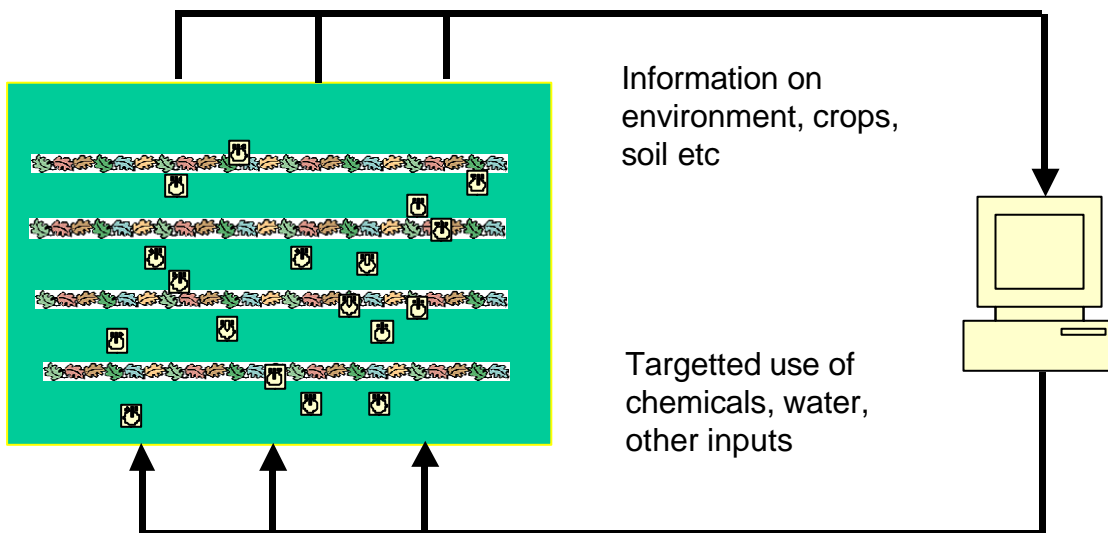 Information on
environment, crops,
soil etc
Targetted use of
chemicals, water,
other inputs